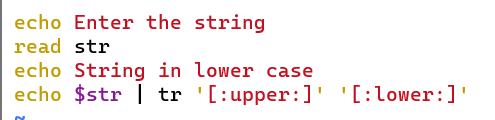 echo Enter the string
read str
echo String in lower case
echo $str | tr '[:upper:]' '[:lower:]'
~